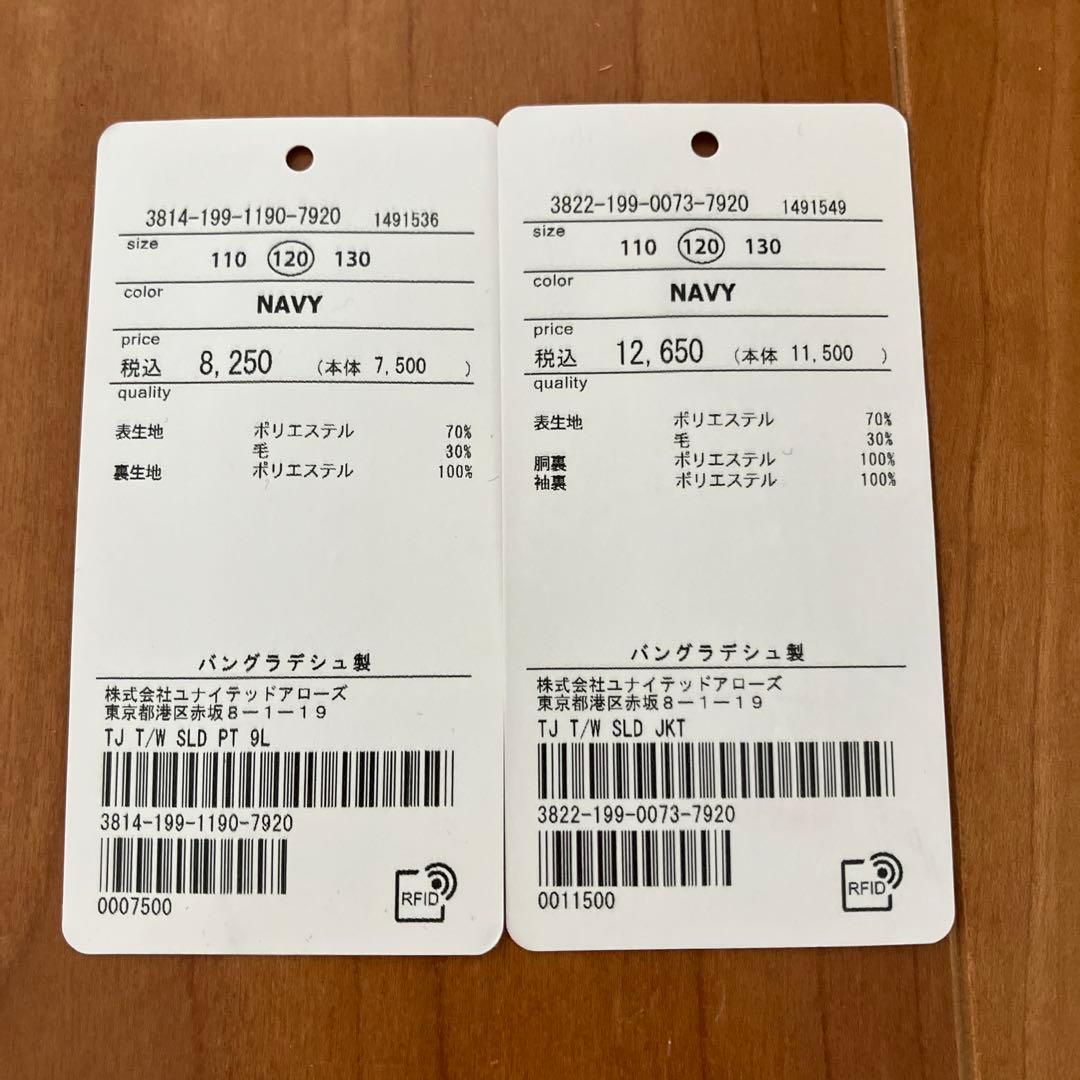 3814-199-1190-7920 1491536
size
110 120 130
color
NAVY
price
税込 8,250 (本体 7,500 )
quality
表生地 ポリエステル 70%
毛 30%
裏生地 ポリエステル 100%
バングラデシュ製
株式会社ユナイテッドアローズ
東京都港区赤坂8-1-19
TJ T/W SLD PT 9L
3814-199-1190-7920
0007500
RFID
3822-199-0073-7920 1491549
size
110 120 130
color
NAVY
price
税込 12,650 (本体 11,500 )
quality
表生地 ポリエステル 70%
毛 30%
胴裏 ポリエステル 100%
袖裏 ポリエステル 100%
バングラデシュ製
株式会社ユナイテッドアローズ
東京都港区赤坂8-1-19
TJ T/W SLD JKT
3822-199-0073-7920
0011500
RFID